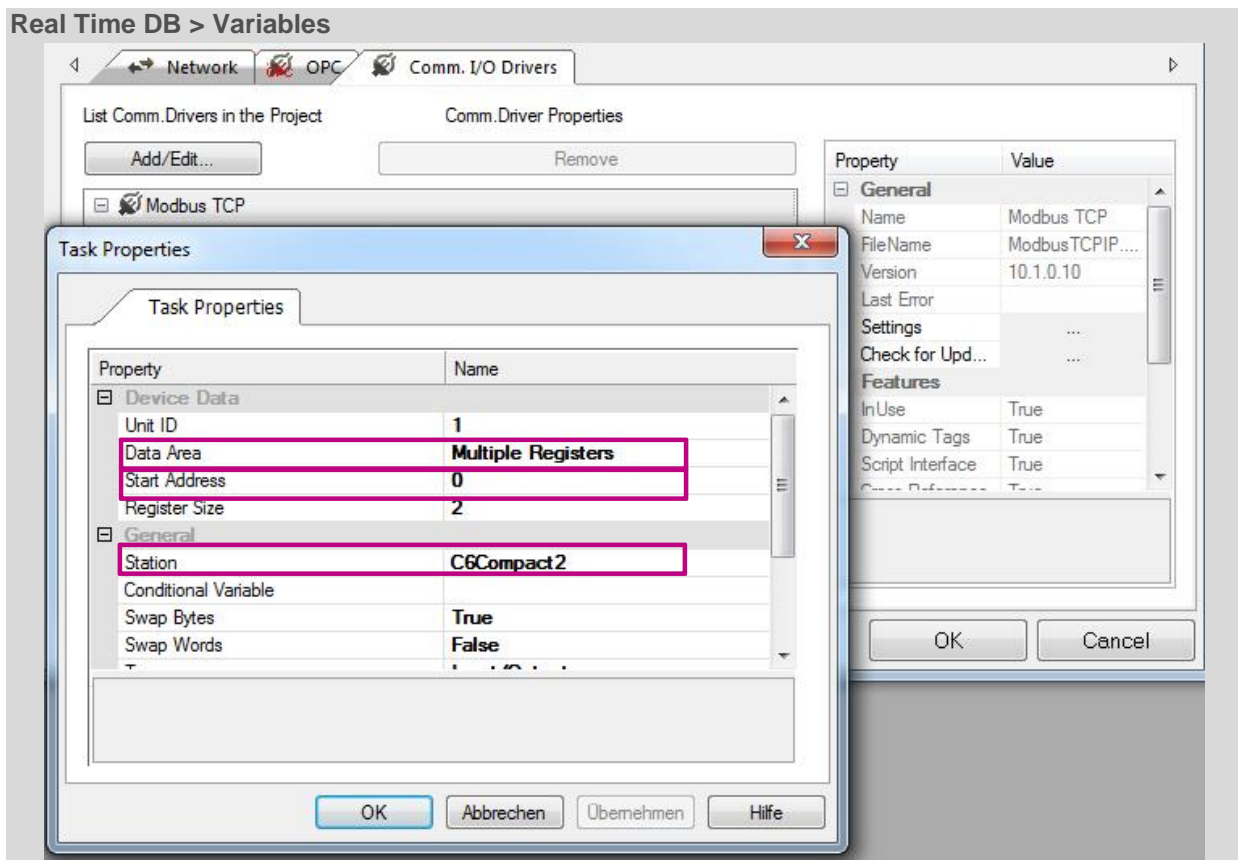 Real Time DB > Variables
Network OPC Comm. I/O Drivers
List Comm.Drivers in the Project Comm.Driver Properties
Add/Edit... Remove
Property Value
General
Modbus TCP
Name Modbus TCP
FileName ModbusTCPIP....
Version 10.1.0.10
Last Error
Settings ...
Check for Upd... ...
Features
InUse True
Dynamic Tags True
Script Interface True
Task Properties
Task Properties
Property Name
Device Data
Unit ID 1
Data Area Multiple Registers
Start Address 0
Register Size 2
General
Station C6Compact2
Conditional Variable
Swap Bytes True
Swap Words False
OK Cancel
OK Abbrechen Übernehmen Hilfe